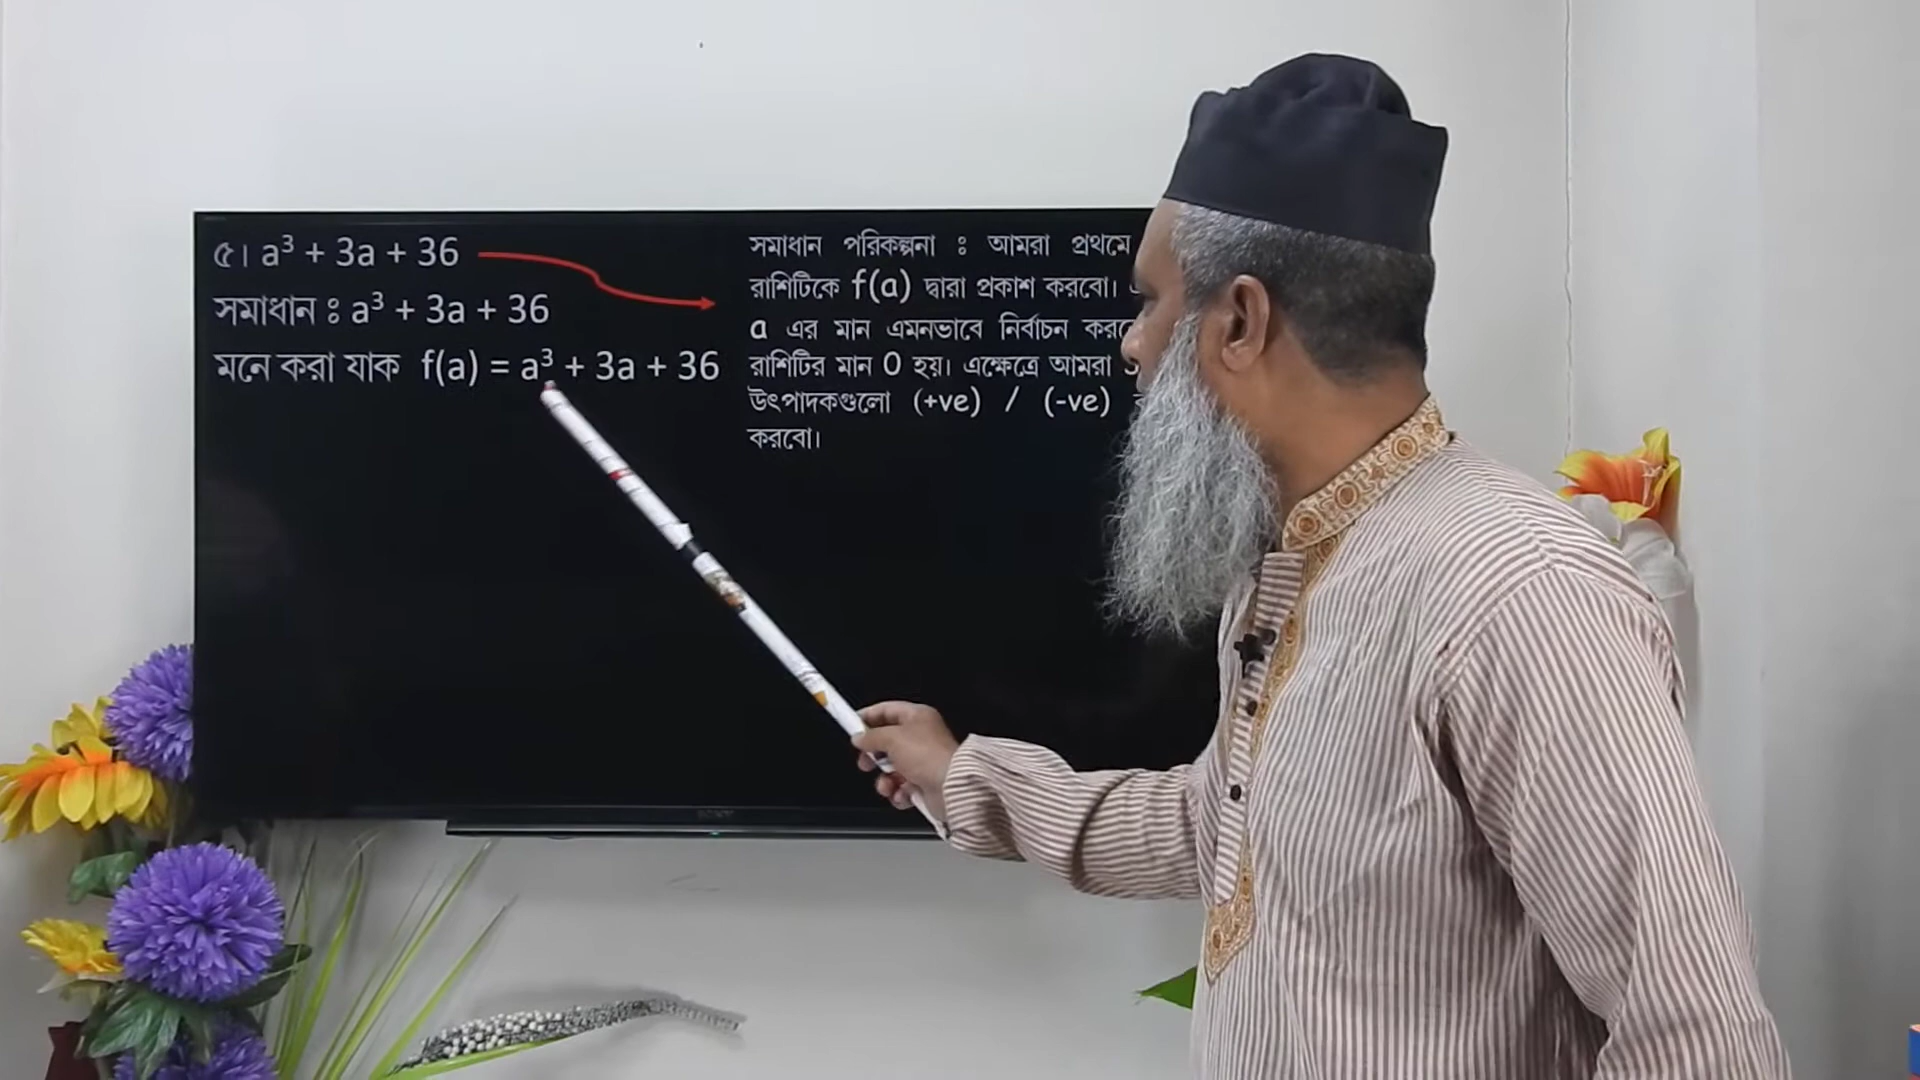 ৫। a³ + 3a + 36
সমাধান ঃ a³ + 3a + 36
মনে করা যাক f(a) = a³ + 3a + 36
সমাধান পরিকল্পনা ঃ আমরা প্রথমে
রাশিটিকে f(a) দ্বারা প্রকাশ করবো।
a এর মান এমনভাবে নির্বাচন
রাশিটির মান 0 হয়। এক্ষেত্রে আমরা
উৎপাদকগুলো (+ve) / (-ve)
করবো।
SONY